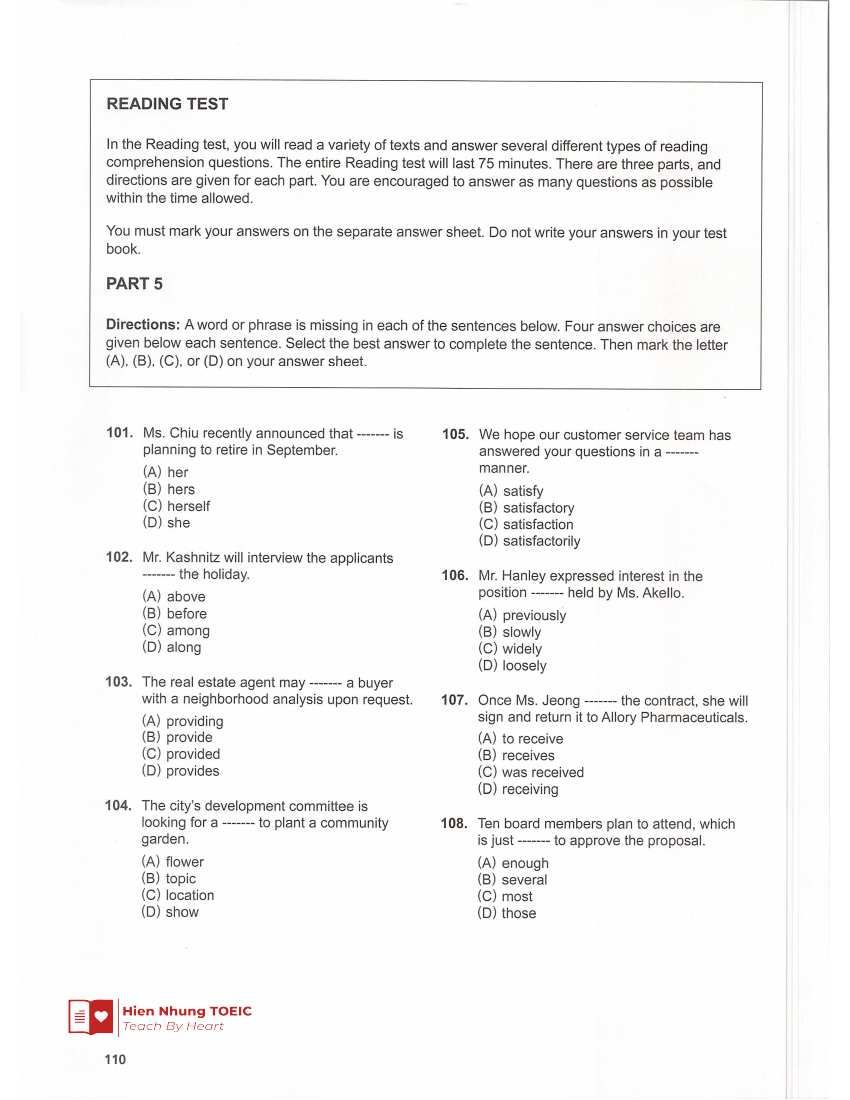 READING TEST
In the Reading test, you will read a variety of texts and answer several different types of reading
comprehension questions. The entire Reading test will last 75 minutes. There are three parts, and
directions are given for each part. You are encouraged to answer as many questions as possible
within the time allowed.
You must mark your answers on the separate answer sheet. Do not write your answers in your test
book.
PART 5
Directions: A word or phrase is missing in each of the sentences below. Four answer choices are
given below each sentence. Select the best answer to complete the sentence. Then mark the letter
(A), (B), (C), or (D) on your answer sheet.
101. Ms. Chiu recently announced that ------- is
planning to retire in September.
(A) her
(B) hers
(C) herself
(D) she
102. Mr. Kashnitz will interview the applicants
------- the holiday.
(A) above
(B) before
(C) among
(D) along
103. The real estate agent may ------- a buyer
with a neighborhood analysis upon request.
(A) providing
(B) provide
(C) provided
(D) provides
104. The city's development committee is
looking for a ------- to plant a community
garden.
(A) flower
(B) topic
(C) location
(D) show
105. We hope our customer service team has
answered your questions in a -------
manner.
(A) satisfy
(B) satisfactory
(C) satisfaction
(D) satisfactorily
106. Mr. Hanley expressed interest in the
position ------- held by Ms. Akello.
(A) previously
(B) slowly
(C) widely
(D) loosely
107. Once Ms. Jeong ------- the contract, she will
sign and return it to Allory Pharmaceuticals.
(A) to receive
(B) receives
(C) was received
(D) receiving
108. Ten board members plan to attend, which
is just ------- to approve the proposal.
(A) enough
(B) several
(C) most
(D) those
Hien Nhung TOEIC
Teach By Heart
110